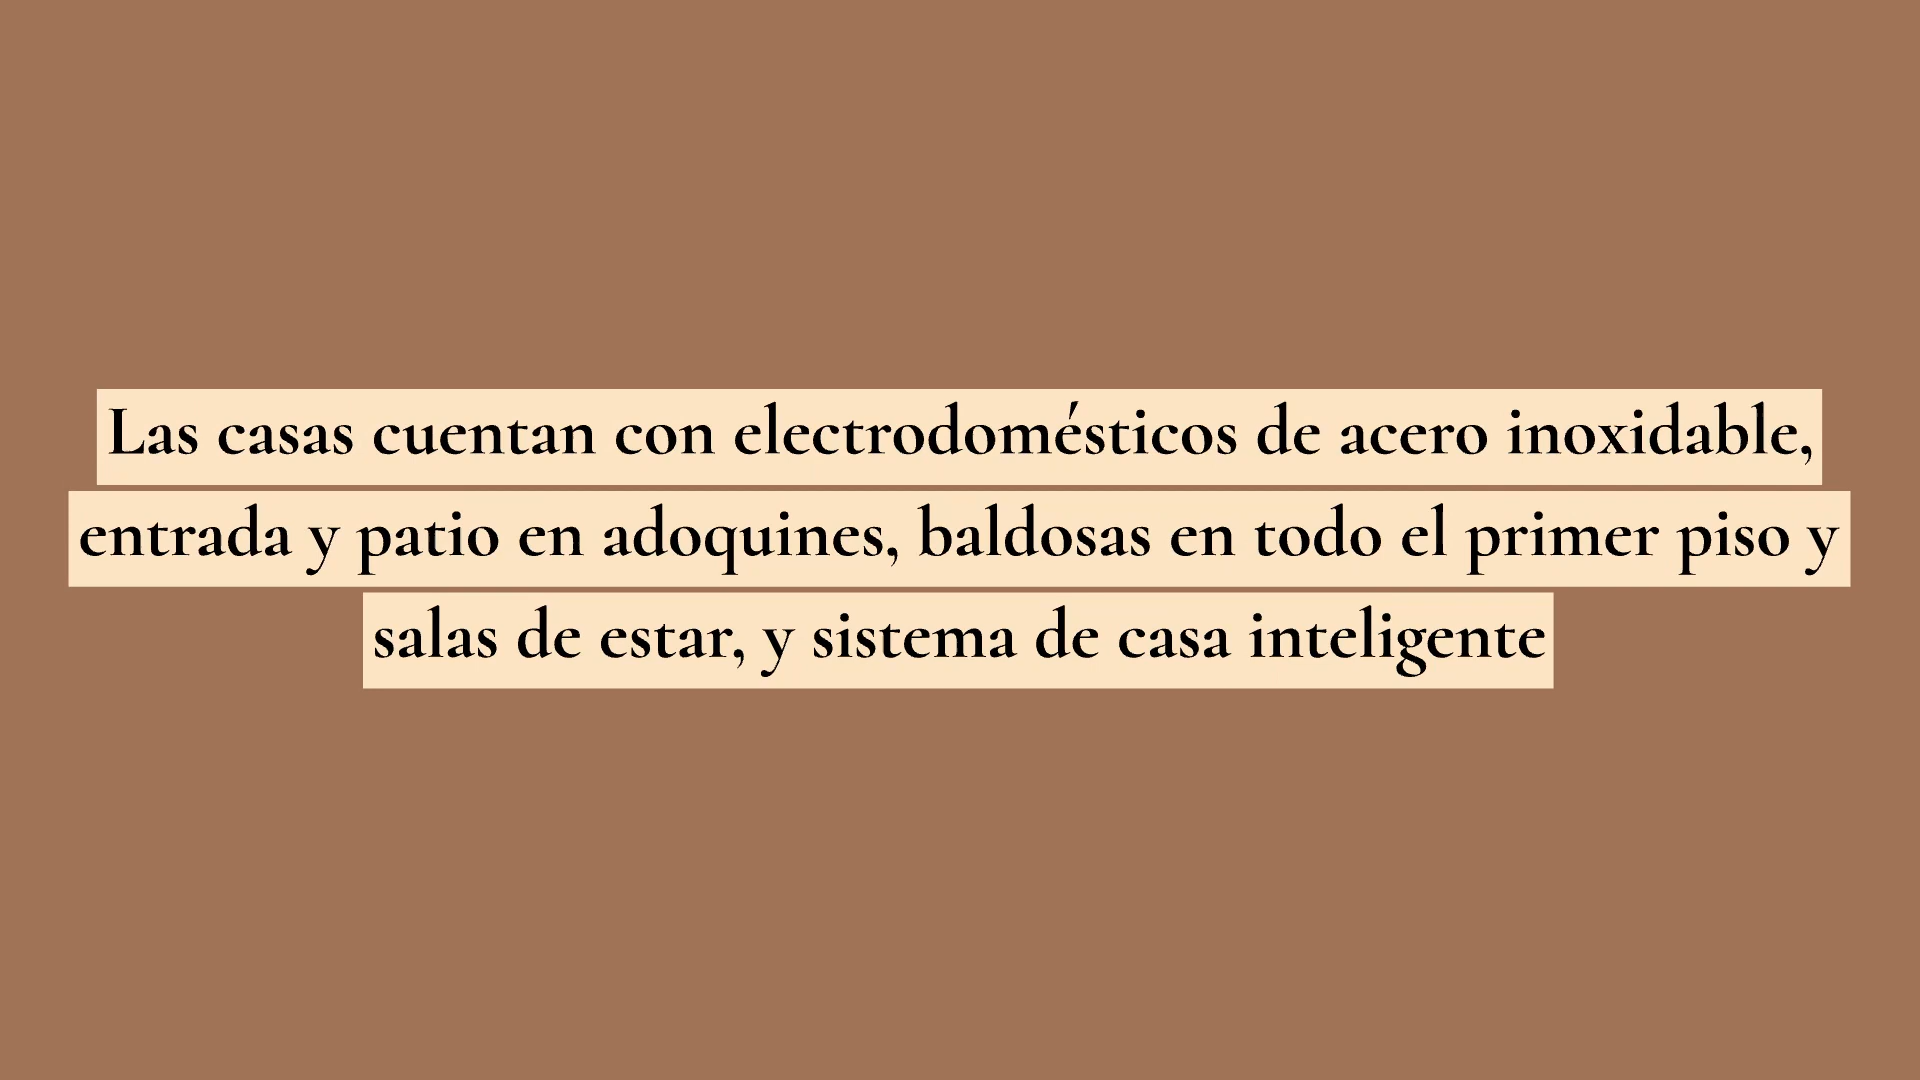 Las casas cuentan con electrodomésticos de acero inoxidable,
entrada y patio en adoquines, baldosas en todo el primer piso y
salas de estar, y sistema de casa inteligente